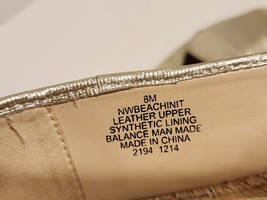 8M
NWBEACHINIT
LEATHER UPPER
SYNTHETIC LINING
BALANCE MAN MADE
MADE IN CHINA
2194 1214